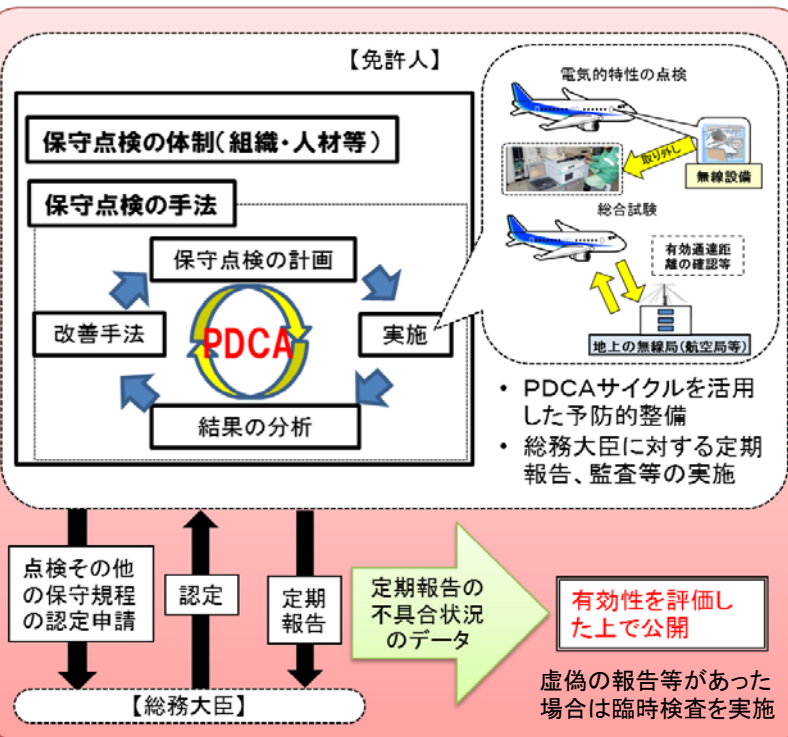 【免許人】
保守点検の体制(組織・人材等)
保守点検の手法
保守点検の計画
改善手法
PDCA
実施
結果の分析
電気的特性の点検
取り外し
無線設備
総合試験
有効通達距
離の確認等
地上の無線局(航空局等)
・ PDCAサイクルを活用
した予防的整備
・ 総務大臣に対する定期
報告、監査等の実施
点検その他
の保守規程
の認定申請
認定
定期
報告
定期報告の
不具合状況
のデータ
有効性を評価し
た上で公開
【総務大臣】
虚偽の報告等があった
場合は臨時検査を実施